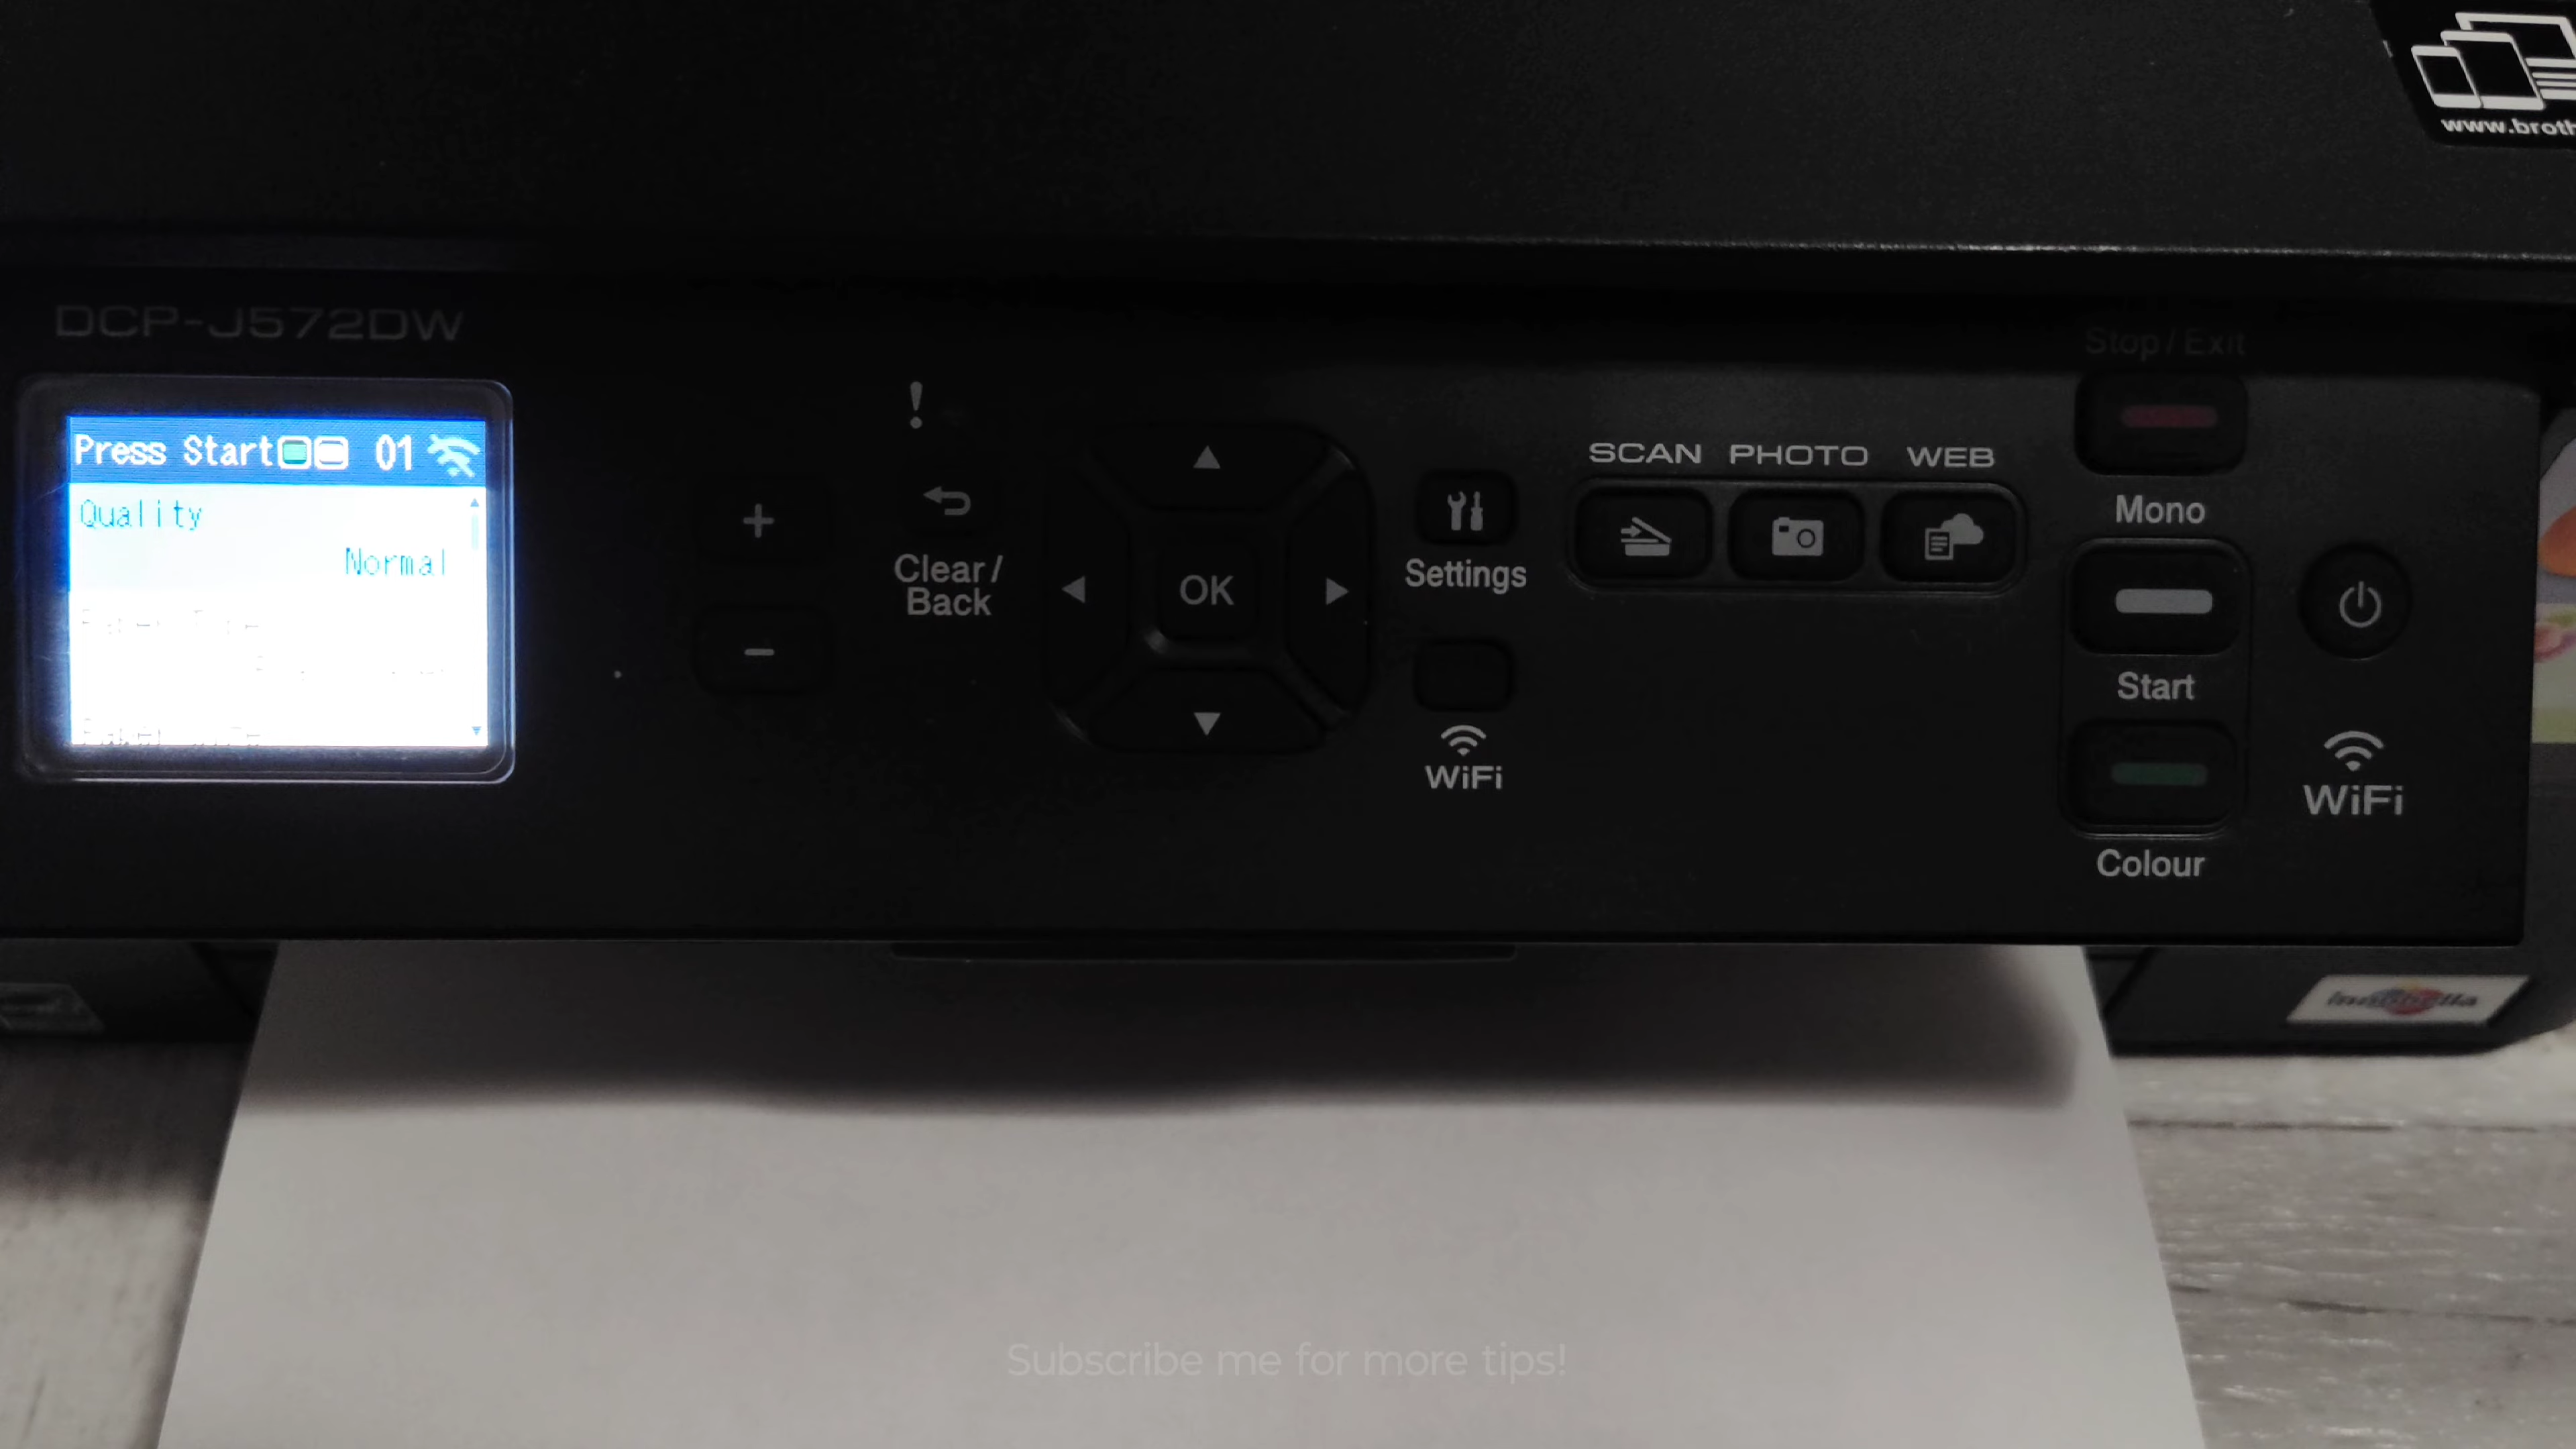 www.broth
DCP-J572DW
Press Start 01
Quality
Normal
!
+
-
Clear/
Back
OK
Settings
WiFi
SCAN PHOTO WEB
Stop/Exit
Mono
Start
Colour
WiFi
Subscribe me for more tips!